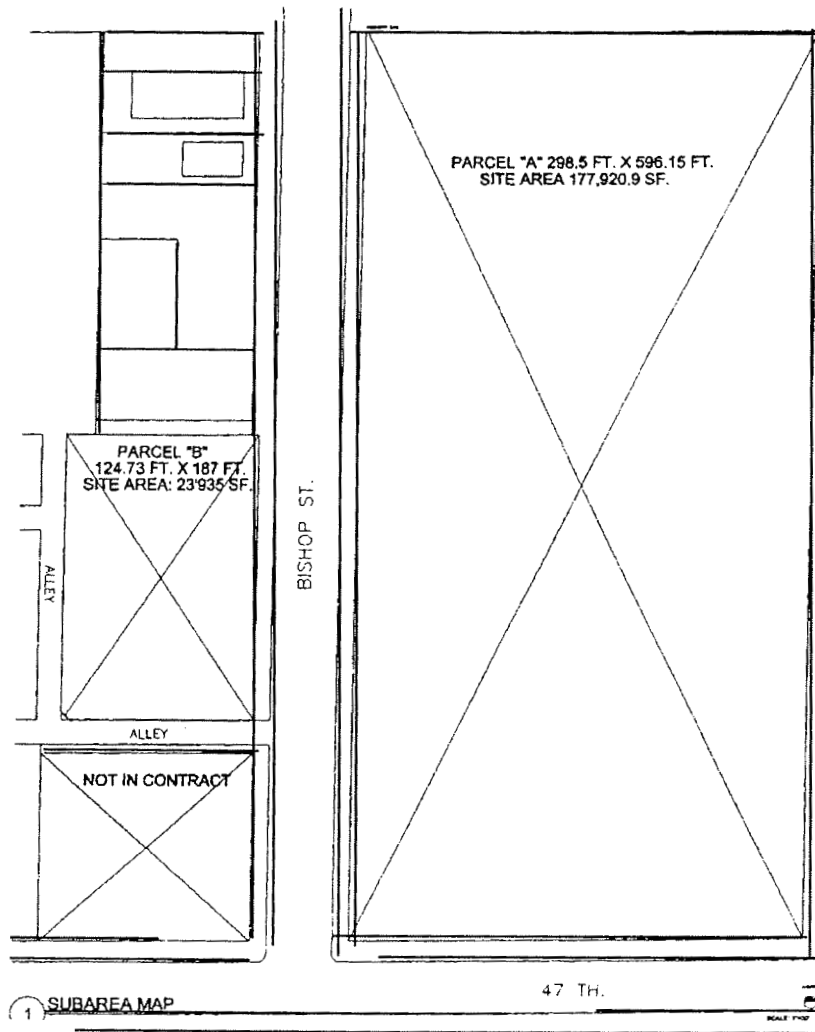 PARCEL "A" 298.5 FT. X 596.15 FT.
SITE AREA 177,920.9 SF.
PARCEL "B"
124.73 FT. X 187 FT.
SITE AREA: 23'935 SF.
BISHOP ST.
ALLEY
ALLEY
NOT IN CONTRACT
47 TH.
1 SUBAREA MAP
SCALE